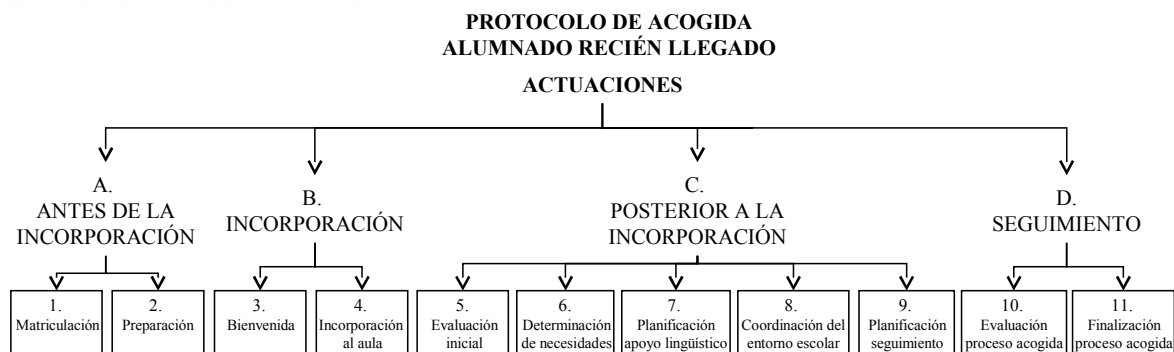 PROTOCOLO DE ACOGIDA
ALUMNADO RECIÉN LLEGADO
ACTUACIONES
A.
ANTES DE LA
INCORPORACIÓN
B.
INCORPORACIÓN
C.
POSTERIOR A LA
INCORPORACIÓN
D.
SEGUIMIENTO
1.
Matriculación
2.
Preparación
3.
Bienvenida
4.
Incorporación
al aula
5.
Evaluación
inicial
6.
Determinación
de necesidades
7.
Planificación
apoyo lingüístico
8.
Coordinación del
entorno escolar
9.
Planificación
seguimiento
10.
Evaluación
proceso acogida
11.
Finalización
proceso acogida